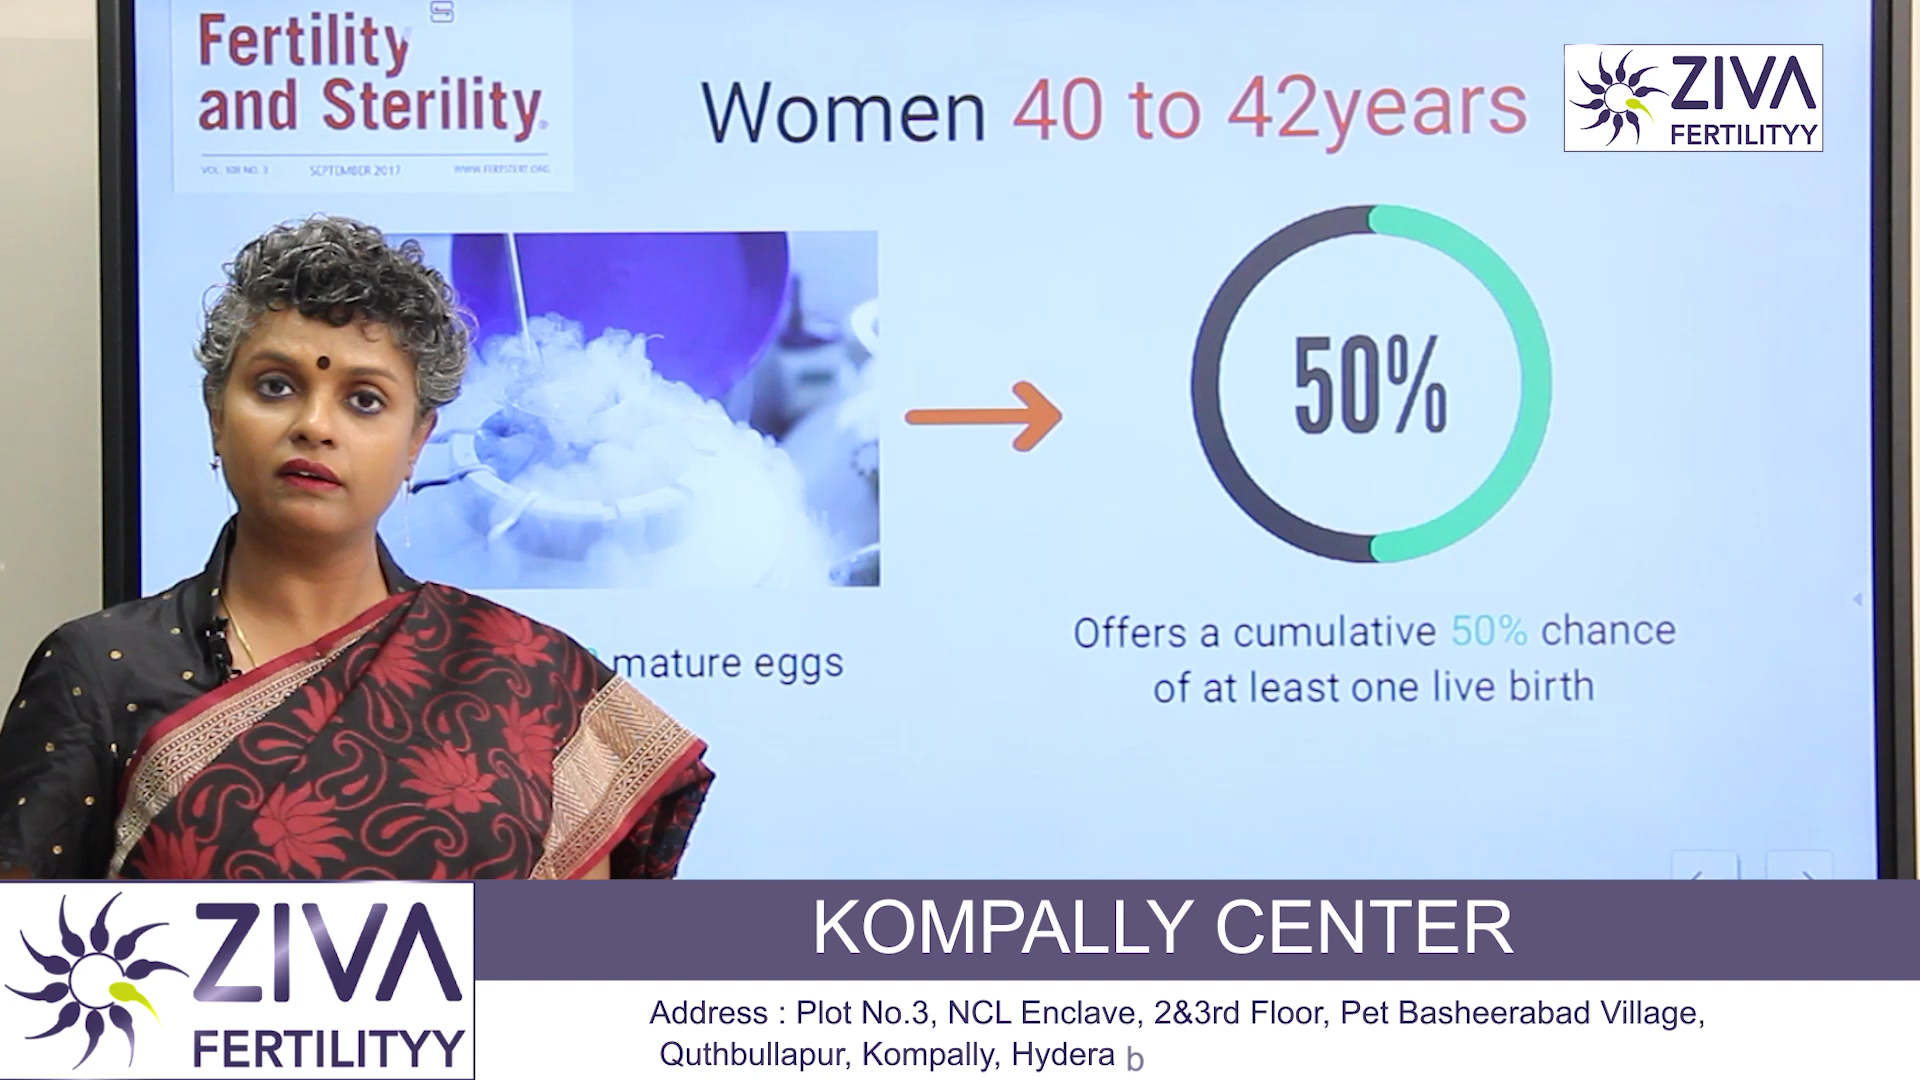 Fertility
and Sterility®
VOL. 108 NO. 3 SEPTEMBER 2017 WWW.FERTSTERT.ORG
Women 40 to 42years
ZIVA
FERTILITYY
50%
mature eggs
Offers a cumulative 50% chance
of at least one live birth
ZIVA
FERTILITYY
KOMPALLY CENTER
Address : Plot No.3, NCL Enclave, 2&3rd Floor, Pet Basheerabad Village,
Quthbullapur, Kompally, Hydera b